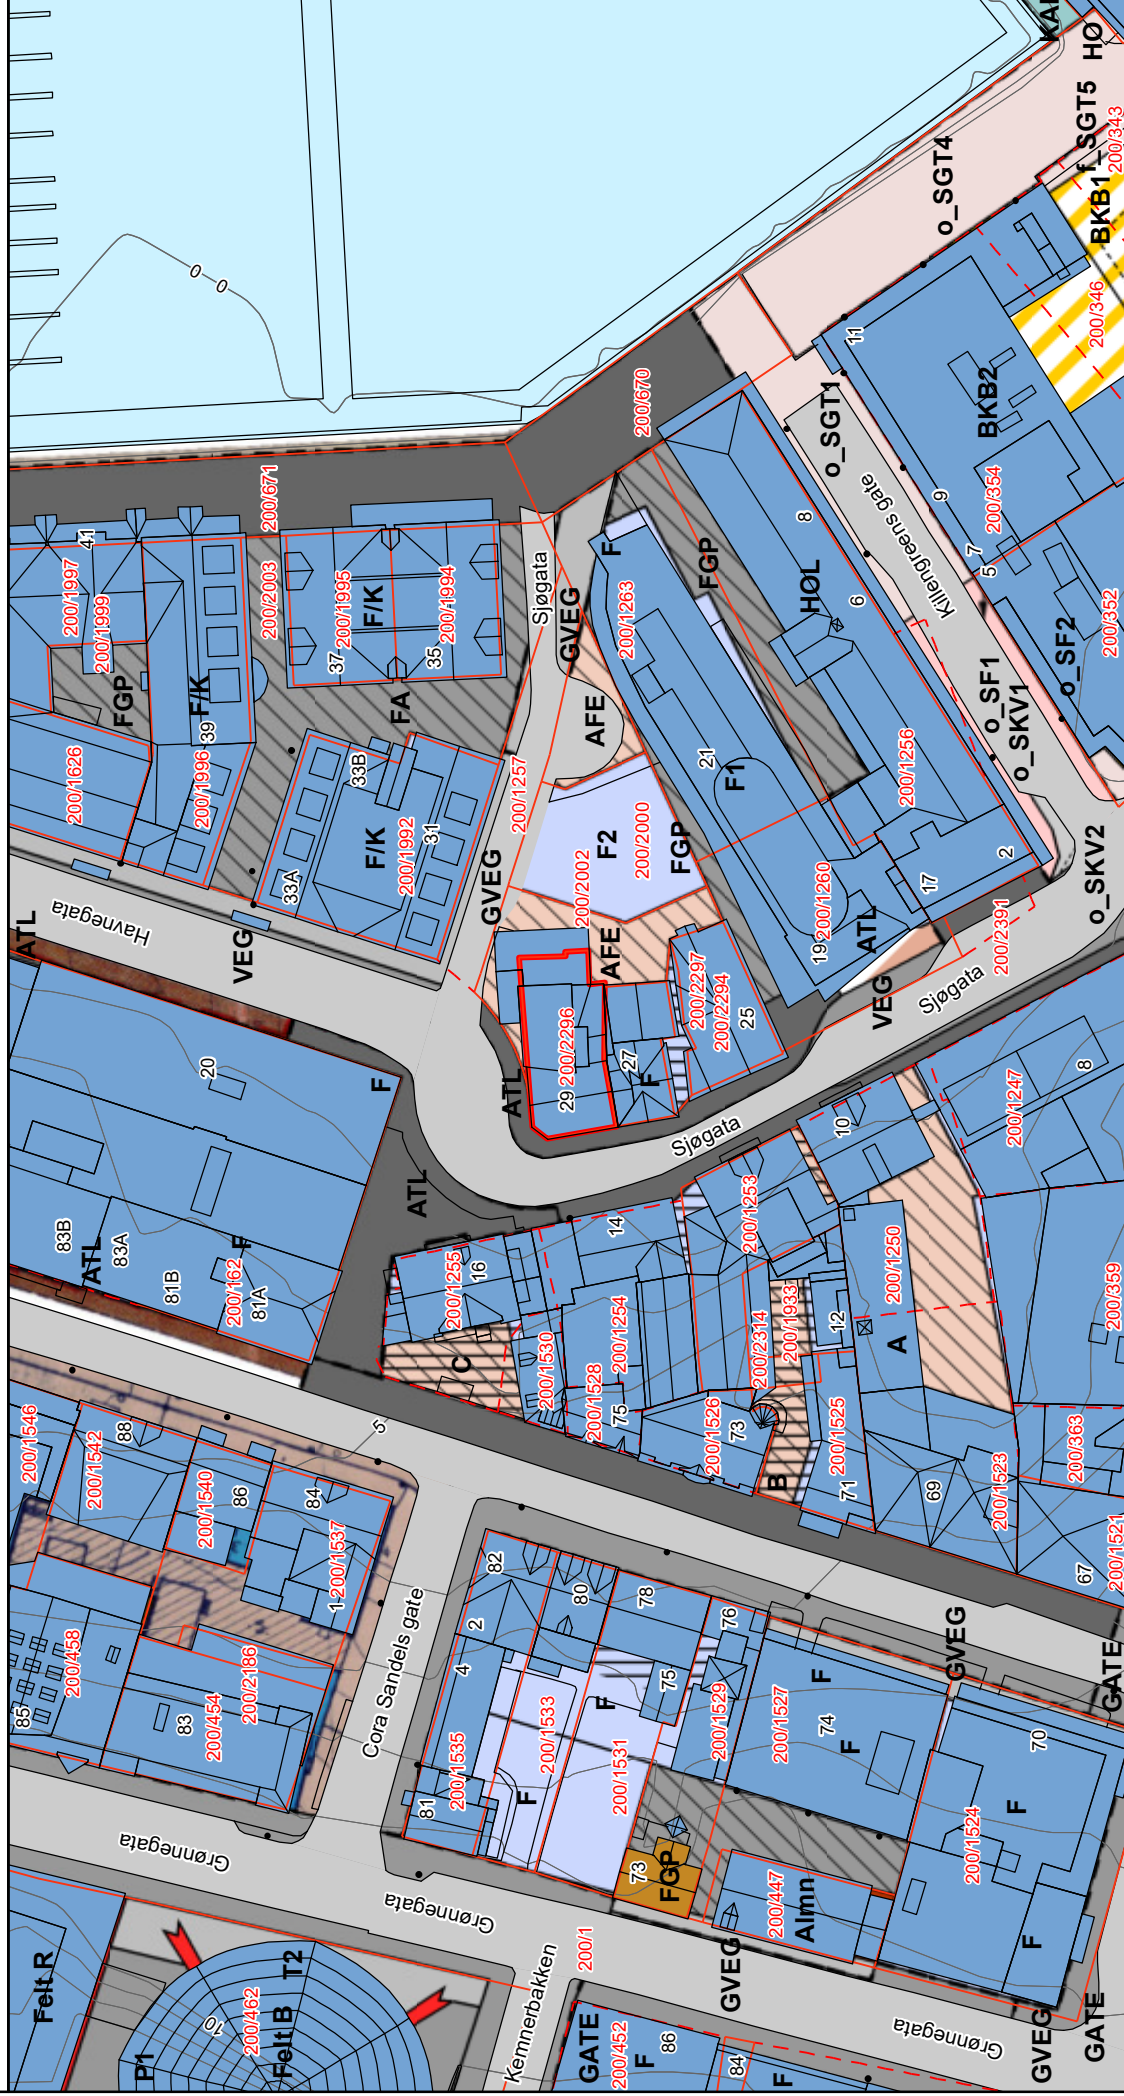 KAI
HO
BKB1
f_SGT5
200/343
o_SGT4
200/346
0
0
11
BKB2
200/670
o_SGT1
9
200/354
8
Killengreens gate
7
5
200/671
41
200/1997
200/1999
200/2003
200/1995
F/K
200/1994
37
35
Sjøgata
GVEG
F
200/1263
FGP
HOL
6
o_SF2
200/352
o_SF1
o_SKV1
FGP
F/K
39
FA
AFE
21
F1
200/1256
200/1626
200/1996
33B
F/K
31
200/1992
33A
200/1257
F2
200/2000
FGP
200/2002
17
2
o_SKV2
Havnegata
ATL
VEG
GVEG
AFE
19
200/1260
ATL
200/2391
VEG
Sjøgata
200/2297
200/2294
25
20
F
ATL
29
200/2296
27
F
Sjøgata
10
200/1247
8
83B
83A
ATL
81B
F
200/162
81A
ATL
200/1255
16
14
200/1253
200/1250
C
200/1530
200/1254
200/1528
75
200/2314
200/1933
12
A
200/359
200/1546
200/1542
88
5
200/1526
73
B
200/1525
71
69
200/1523
200/363
200/1540
86
84
200/1537
1
67
200/1521
82
2
80
78
76
GVEG
GATE
Cora Sandels gate
200/458
85
200/2186
200/454
83
4
200/1535
81
200/1533
F
F
75
200/1531
200/1529
200/1527
F
74
F
70
F
200/1524
Grønnegata
Grønnegata
73
FGP
200/447
Almn
F
Felt R
T2
10
200/462
Felt B
P1
Kemnerbakken
200/1
GVEG
GATE
200/452
F
86
84
F
Grønnegata
GVEG
GATE